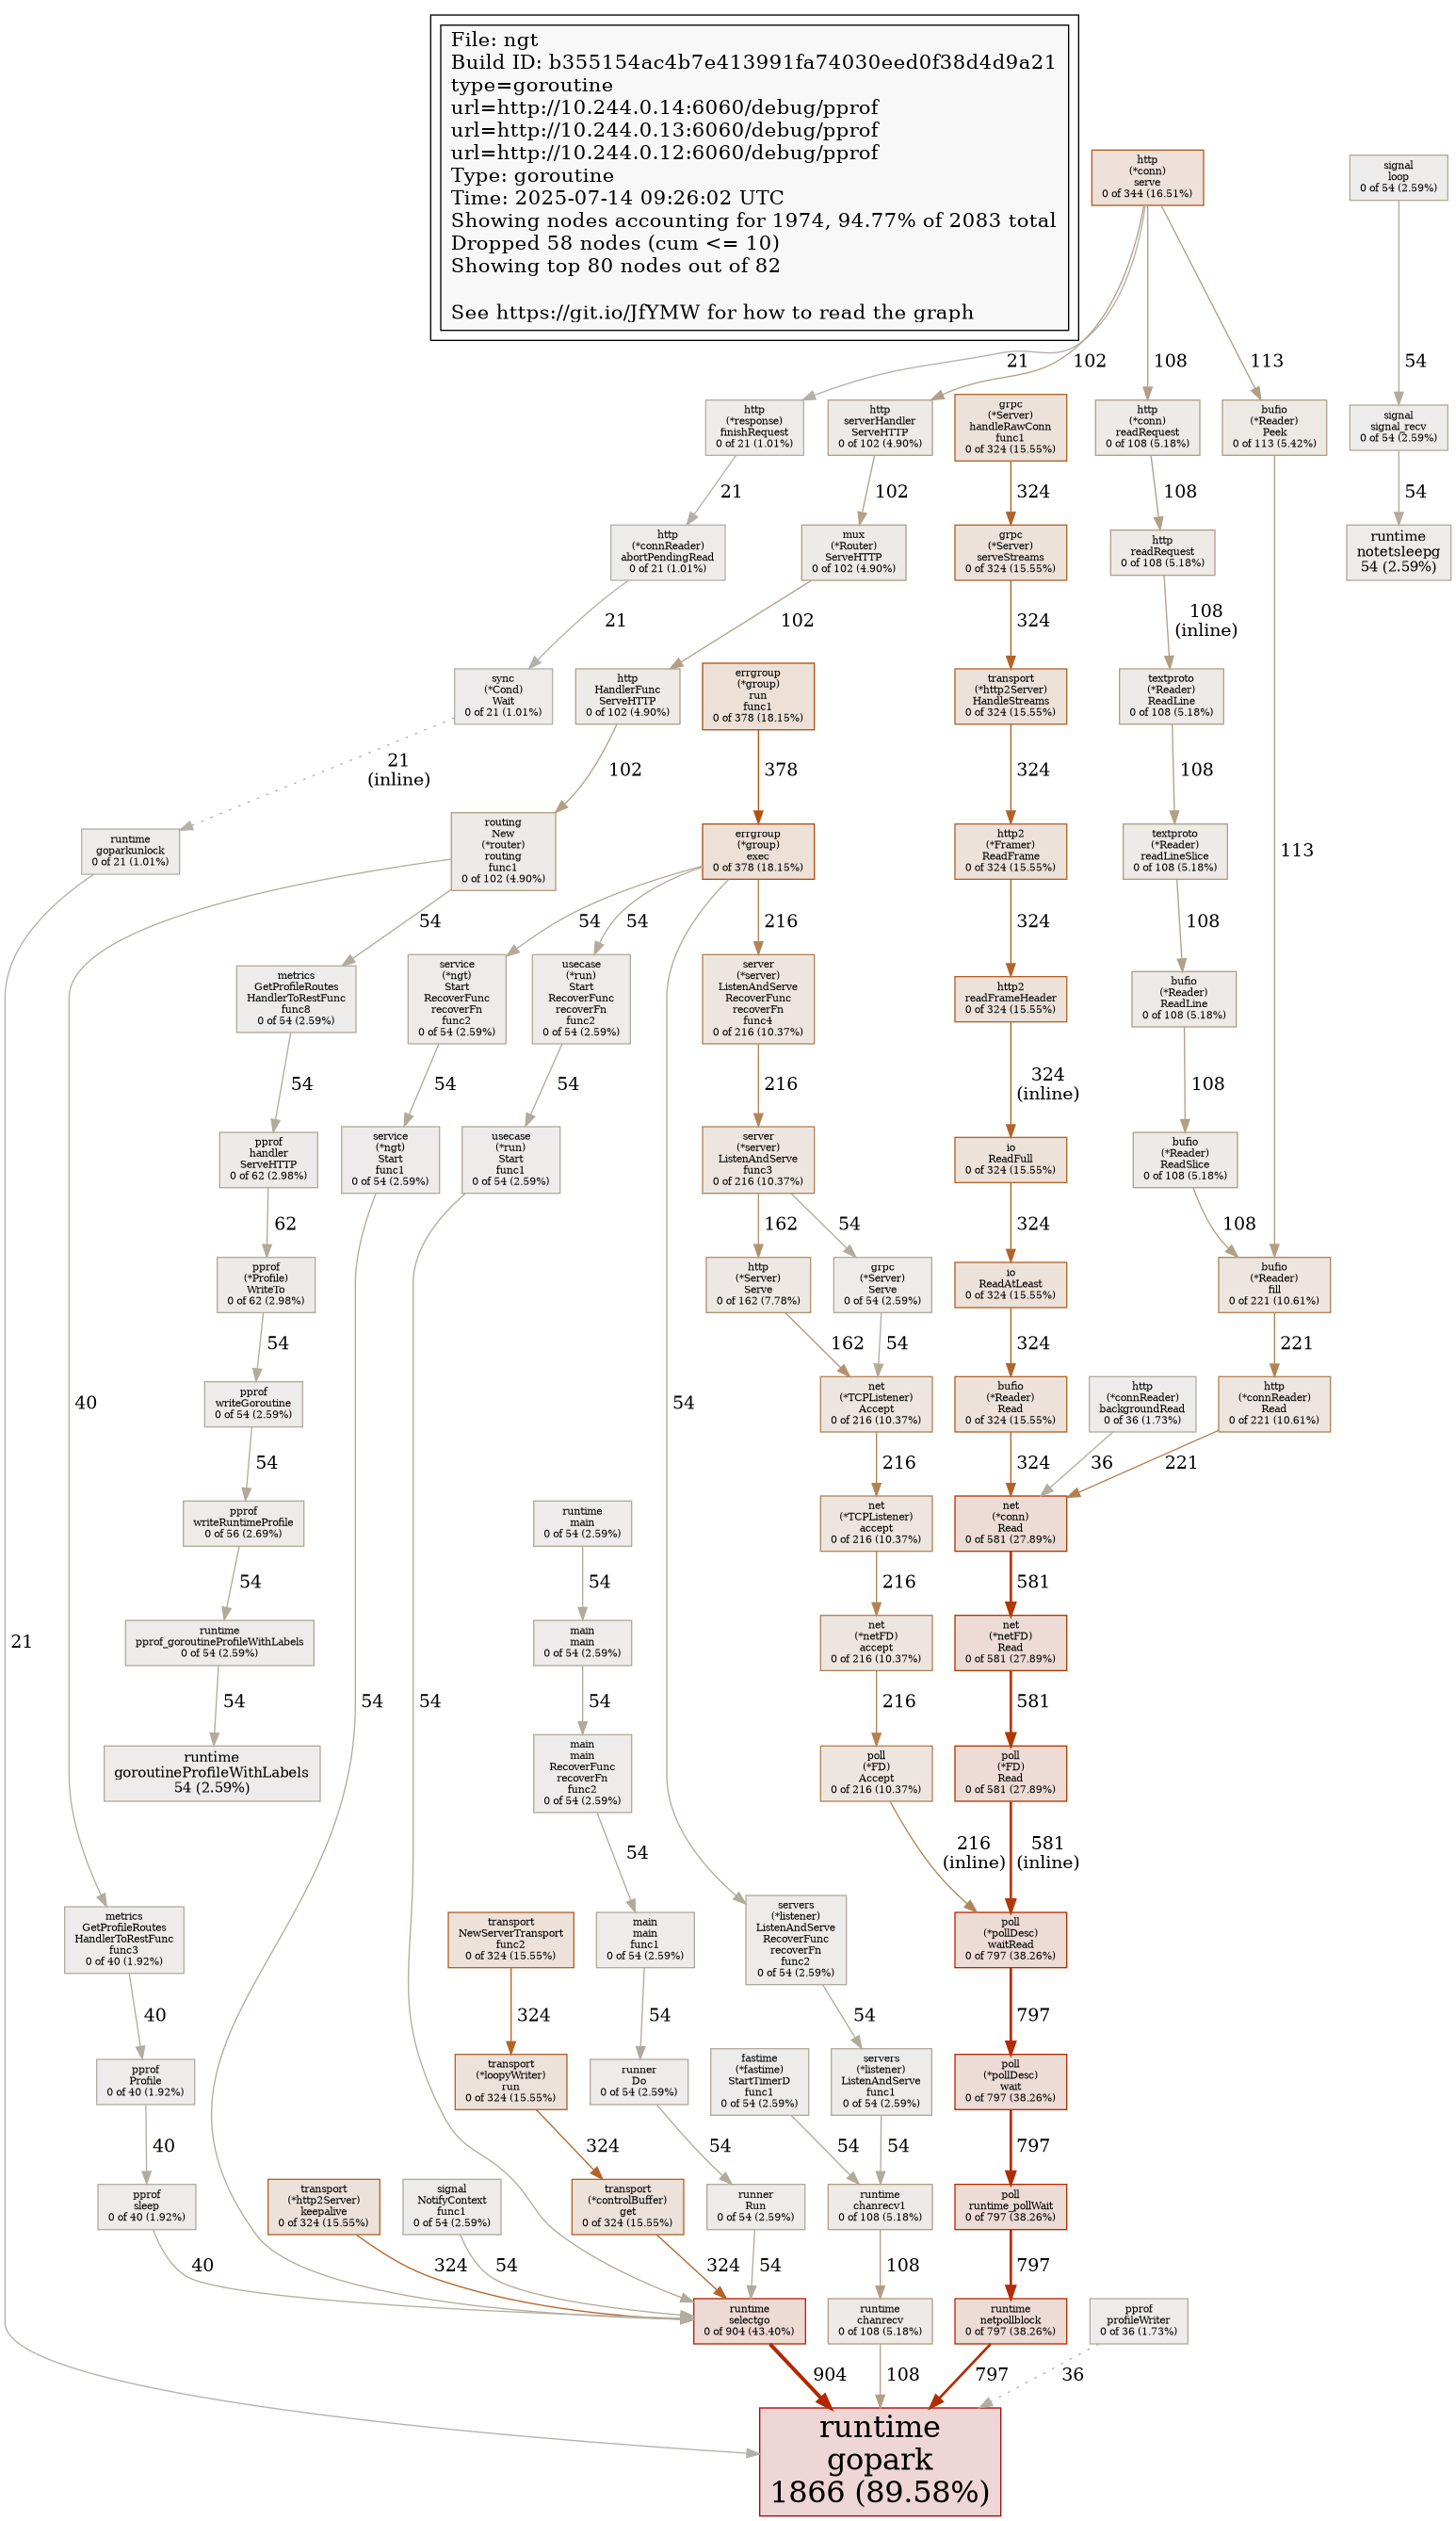 File: ngt
Build ID: b355154ac4b7e413991fa74030eed0f38d4d9a21
type=goroutine
url=http://10.244.0.14:6060/debug/pprof
url=http://10.244.0.13:6060/debug/pprof
url=http://10.244.0.12:6060/debug/pprof
Type: goroutine
Time: 2025-07-14 09:26:02 UTC
Showing nodes accounting for 1974, 94.77% of 2083 total
Dropped 58 nodes (cum <= 10)
Showing top 80 nodes out of 82
See https://git.io/JfYMW for how to read the graph
http
(*conn)
serve
0 of 344 (16.51%)
signal
loop
0 of 54 (2.59%)
21
102
108
113
54
http
(*response)
finishRequest
0 of 21 (1.01%)
http
serverHandler
ServeHTTP
0 of 102 (4.90%)
grpc
(*Server)
handleRawConn
func1
0 of 324 (15.55%)
http
(*conn)
readRequest
0 of 108 (5.18%)
bufio
(*Reader)
Peek
0 of 113 (5.42%)
signal
signal_recv
0 of 54 (2.59%)
21
102
324
108
54
http
(*connReader)
abortPendingRead
0 of 21 (1.01%)
mux
(*Router)
ServeHTTP
0 of 102 (4.90%)
grpc
(*Server)
serveStreams
0 of 324 (15.55%)
http
readRequest
0 of 108 (5.18%)
runtime
notetsleepg
54 (2.59%)
21
102
324
108
(inline)
sync
(*Cond)
Wait
0 of 21 (1.01%)
http
HandlerFunc
ServeHTTP
0 of 102 (4.90%)
errgroup
(*group)
run
func1
0 of 378 (18.15%)
transport
(*http2Server)
HandleStreams
0 of 324 (15.55%)
textproto
(*Reader)
ReadLine
0 of 108 (5.18%)
21
(inline)
102
378
324
108
runtime
goparkunlock
0 of 21 (1.01%)
routing
New
(*router)
routing
func1
0 of 102 (4.90%)
errgroup
(*group)
exec
0 of 378 (18.15%)
http2
(*Framer)
ReadFrame
0 of 324 (15.55%)
textproto
(*Reader)
readLineSlice
0 of 108 (5.18%)
113
54
54
54
216
324
108
metrics
GetProfileRoutes
HandlerToRestFunc
func8
0 of 54 (2.59%)
service
(*ngt)
Start
RecoverFunc
recoverFn
func2
0 of 54 (2.59%)
usecase
(*run)
Start
RecoverFunc
recoverFn
func2
0 of 54 (2.59%)
server
(*server)
ListenAndServe
RecoverFunc
recoverFn
func4
0 of 216 (10.37%)
http2
readFrameHeader
0 of 324 (15.55%)
bufio
(*Reader)
ReadLine
0 of 108 (5.18%)
54
54
54
216
324
(inline)
108
pprof
handler
ServeHTTP
0 of 62 (2.98%)
service
(*ngt)
Start
func1
0 of 54 (2.59%)
usecase
(*run)
Start
func1
0 of 54 (2.59%)
server
(*server)
ListenAndServe
func3
0 of 216 (10.37%)
io
ReadFull
0 of 324 (15.55%)
bufio
(*Reader)
ReadSlice
0 of 108 (5.18%)
62
162
54
324
108
pprof
(*Profile)
WriteTo
0 of 62 (2.98%)
http
(*Server)
Serve
0 of 162 (7.78%)
grpc
(*Server)
Serve
0 of 54 (2.59%)
io
ReadAtLeast
0 of 324 (15.55%)
bufio
(*Reader)
fill
0 of 221 (10.61%)
54
162
54
324
221
40
54
pprof
writeGoroutine
0 of 54 (2.59%)
net
(*TCPListener)
Accept
0 of 216 (10.37%)
bufio
(*Reader)
Read
0 of 324 (15.55%)
http
(*connReader)
backgroundRead
0 of 36 (1.73%)
http
(*connReader)
Read
0 of 221 (10.61%)
54
216
324
36
221
pprof
writeRuntimeProfile
0 of 56 (2.69%)
runtime
main
0 of 54 (2.59%)
net
(*TCPListener)
accept
0 of 216 (10.37%)
net
(*conn)
Read
0 of 581 (27.89%)
54
54
216
581
21
runtime
pprof_goroutineProfileWithLabels
0 of 54 (2.59%)
main
main
0 of 54 (2.59%)
net
(*netFD)
accept
0 of 216 (10.37%)
net
(*netFD)
Read
0 of 581 (27.89%)
54
54
54
54
216
581
runtime
goroutineProfileWithLabels
54 (2.59%)
main
main
RecoverFunc
recoverFn
func2
0 of 54 (2.59%)
poll
(*FD)
Accept
0 of 216 (10.37%)
poll
(*FD)
Read
0 of 581 (27.89%)
54
216
(inline)
581
(inline)
metrics
GetProfileRoutes
HandlerToRestFunc
func3
0 of 40 (1.92%)
transport
NewServerTransport
func2
0 of 324 (15.55%)
main
main
func1
0 of 54 (2.59%)
servers
(*listener)
ListenAndServe
RecoverFunc
recoverFn
func2
0 of 54 (2.59%)
poll
(*pollDesc)
waitRead
0 of 797 (38.26%)
40
324
54
54
797
pprof
Profile
0 of 40 (1.92%)
transport
(*loopyWriter)
run
0 of 324 (15.55%)
runner
Do
0 of 54 (2.59%)
fastime
(*fastime)
StartTimerD
func1
0 of 54 (2.59%)
servers
(*listener)
ListenAndServe
func1
0 of 54 (2.59%)
poll
(*pollDesc)
wait
0 of 797 (38.26%)
40
324
54
54
54
797
pprof
sleep
0 of 40 (1.92%)
transport
(*http2Server)
keepalive
0 of 324 (15.55%)
signal
NotifyContext
func1
0 of 54 (2.59%)
transport
(*controlBuffer)
get
0 of 324 (15.55%)
runner
Run
0 of 54 (2.59%)
runtime
chanrecv1
0 of 108 (5.18%)
poll
runtime_pollWait
0 of 797 (38.26%)
40
324
54
324
54
108
797
runtime
selectgo
0 of 904 (43.40%)
runtime
chanrecv
0 of 108 (5.18%)
runtime
netpollblock
0 of 797 (38.26%)
pprof
profileWriter
0 of 36 (1.73%)
904
108
797
36
runtime
gopark
1866 (89.58%)